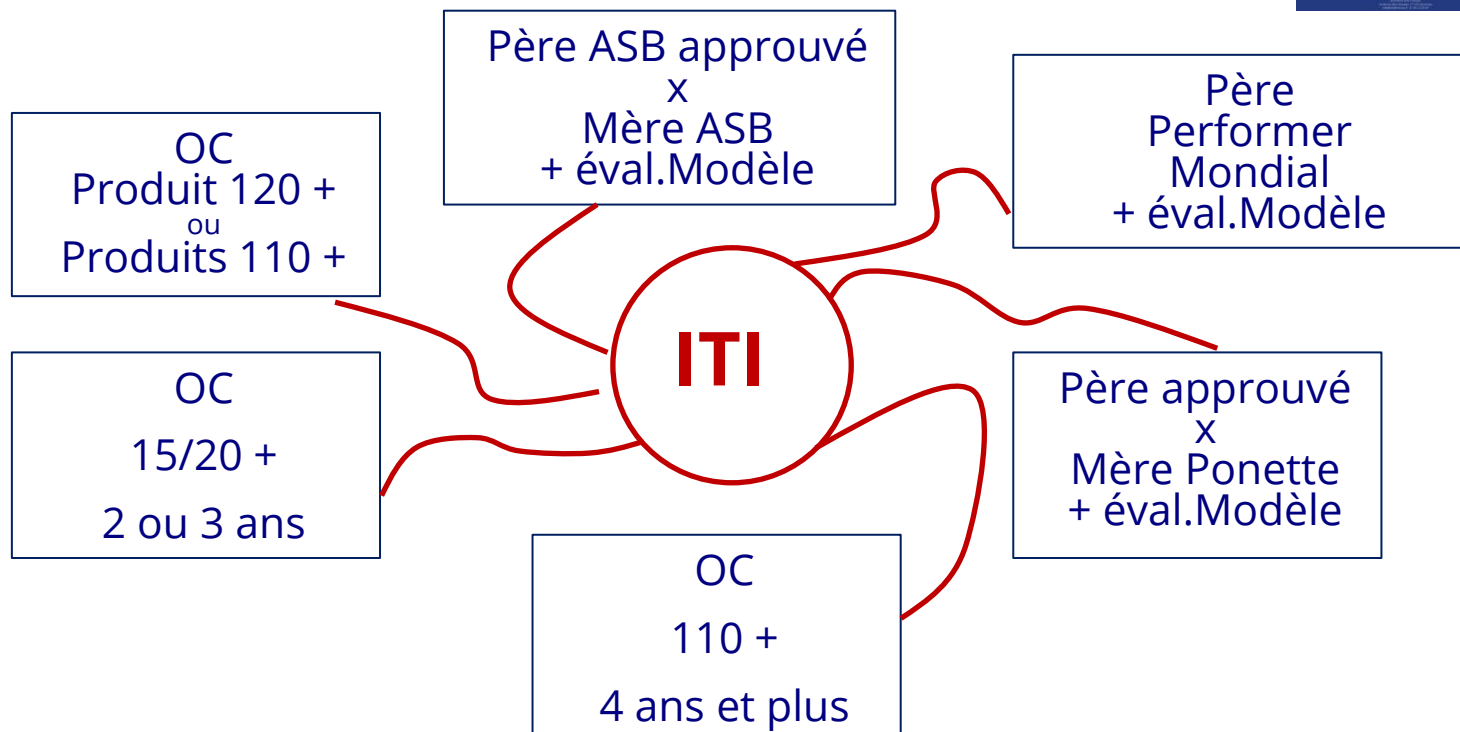 Père ASB approuvé
x
Mère ASB
+ éval.Modèle
Père
Performer
Mondial
+ éval.Modèle
OC
Produit 120 +
ou
Produits 110 +
ITI
OC
15/20 +
2 ou 3 ans
Père approuvé
x
Mère Ponette
+ éval.Modèle
OC
110 +
4 ans et plus